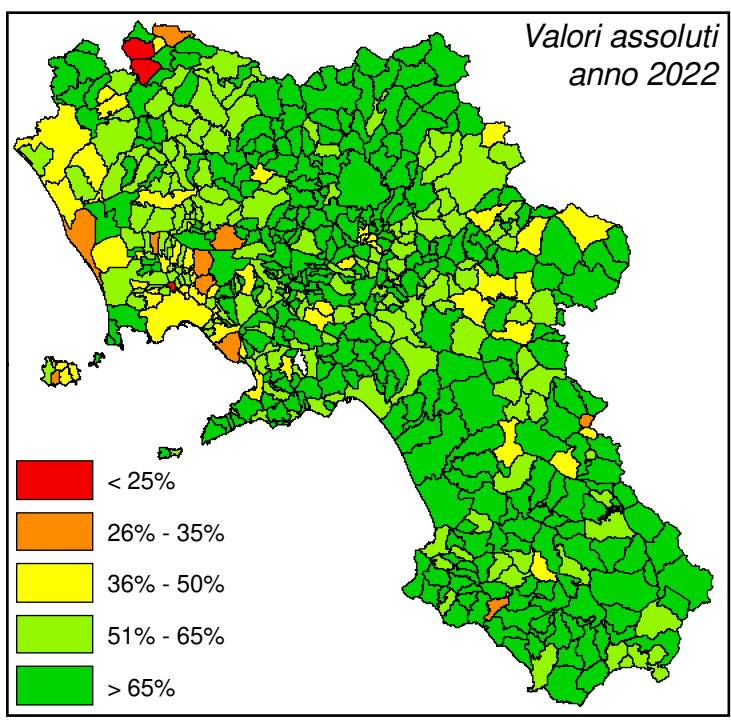 Valori assoluti
anno 2022
< 25%
26% - 35%
36% - 50%
51% - 65%
> 65%